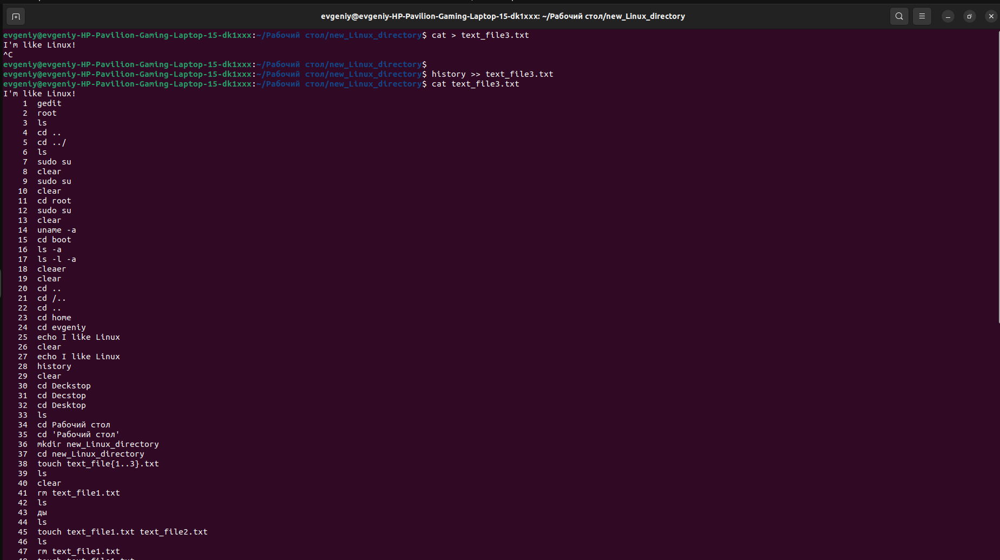 evgeniy@evgeniy-HP-Pavilion-Gaming-Laptop-15-dk1xxx: ~/Рабочий стол/new_Linux_directory
evgeniy@evgeniy-HP-Pavilion-Gaming-Laptop-15-dk1xxx:~/Рабочий стол/new_Linux_directory$ cat > text_file3.txt
I'm like Linux!
^C
evgeniy@evgeniy-HP-Pavilion-Gaming-Laptop-15-dk1xxx:~/Рабочий стол/new_Linux_directory$
evgeniy@evgeniy-HP-Pavilion-Gaming-Laptop-15-dk1xxx:~/Рабочий стол/new_Linux_directory$ history >> text_file3.txt
evgeniy@evgeniy-HP-Pavilion-Gaming-Laptop-15-dk1xxx:~/Рабочий стол/new_Linux_directory$ cat text_file3.txt
I'm like Linux!
1 gedit
2 root
3 ls
4 cd ..
5 cd ../
6 ls
7 sudo su
8 clear
9 sudo su
10 clear
11 cd root
12 sudo su
13 clear
14 uname -a
15 cd boot
16 ls -a
17 ls -l -a
18 cleaer
19 clear
20 cd ..
21 cd /..
22 cd ..
23 cd home
24 cd evgeniy
25 echo I like Linux
26 clear
27 echo I like Linux
28 history
29 clear
30 cd Deckstop
31 cd Decstop
32 cd Desktop
33 ls
34 cd Рабочий стол
35 cd 'Рабочий стол'
36 mkdir new_Linux_directory
37 cd new_Linux_directory
38 touch text_file{1..3}.txt
39 ls
40 clear
41 rm text_file1.txt
42 ls
43 ды
44 ls
45 touch text_file1.txt text_file2.txt
46 ls
47 rm text_file1.txt